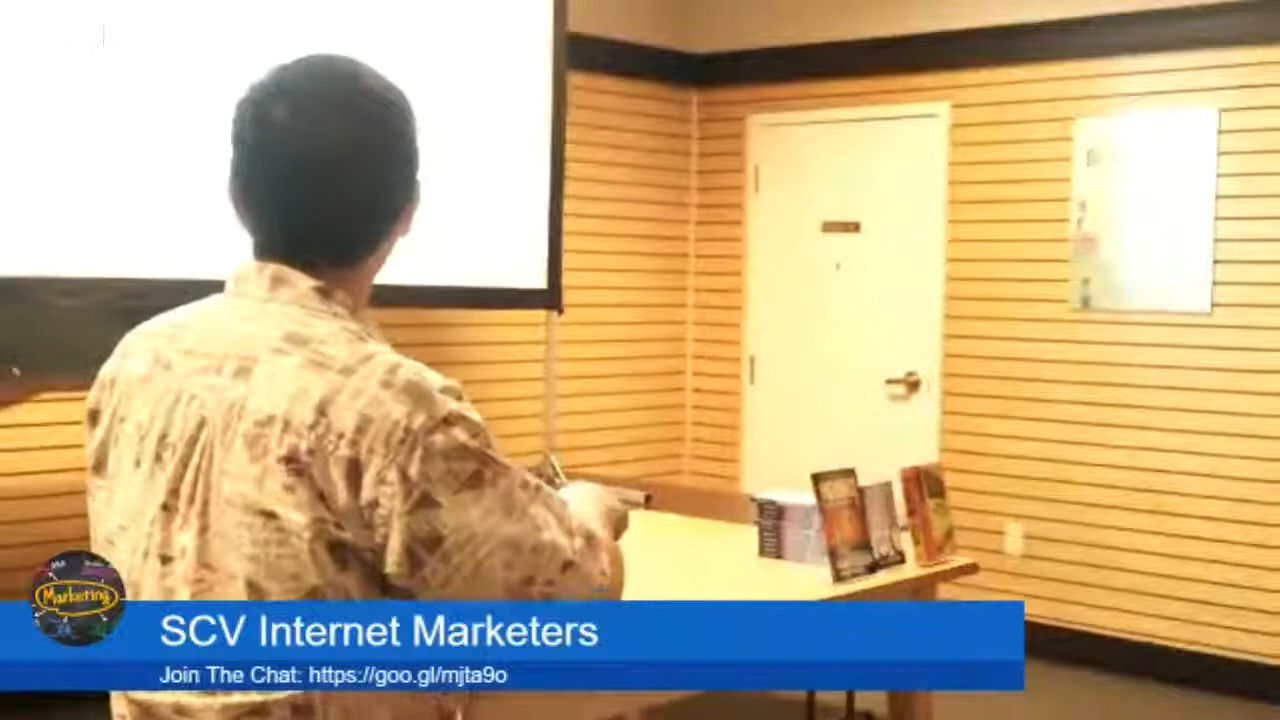 SCV Internet Marketers
Join The Chat: https://goo.gl/mjta9o
Marketing